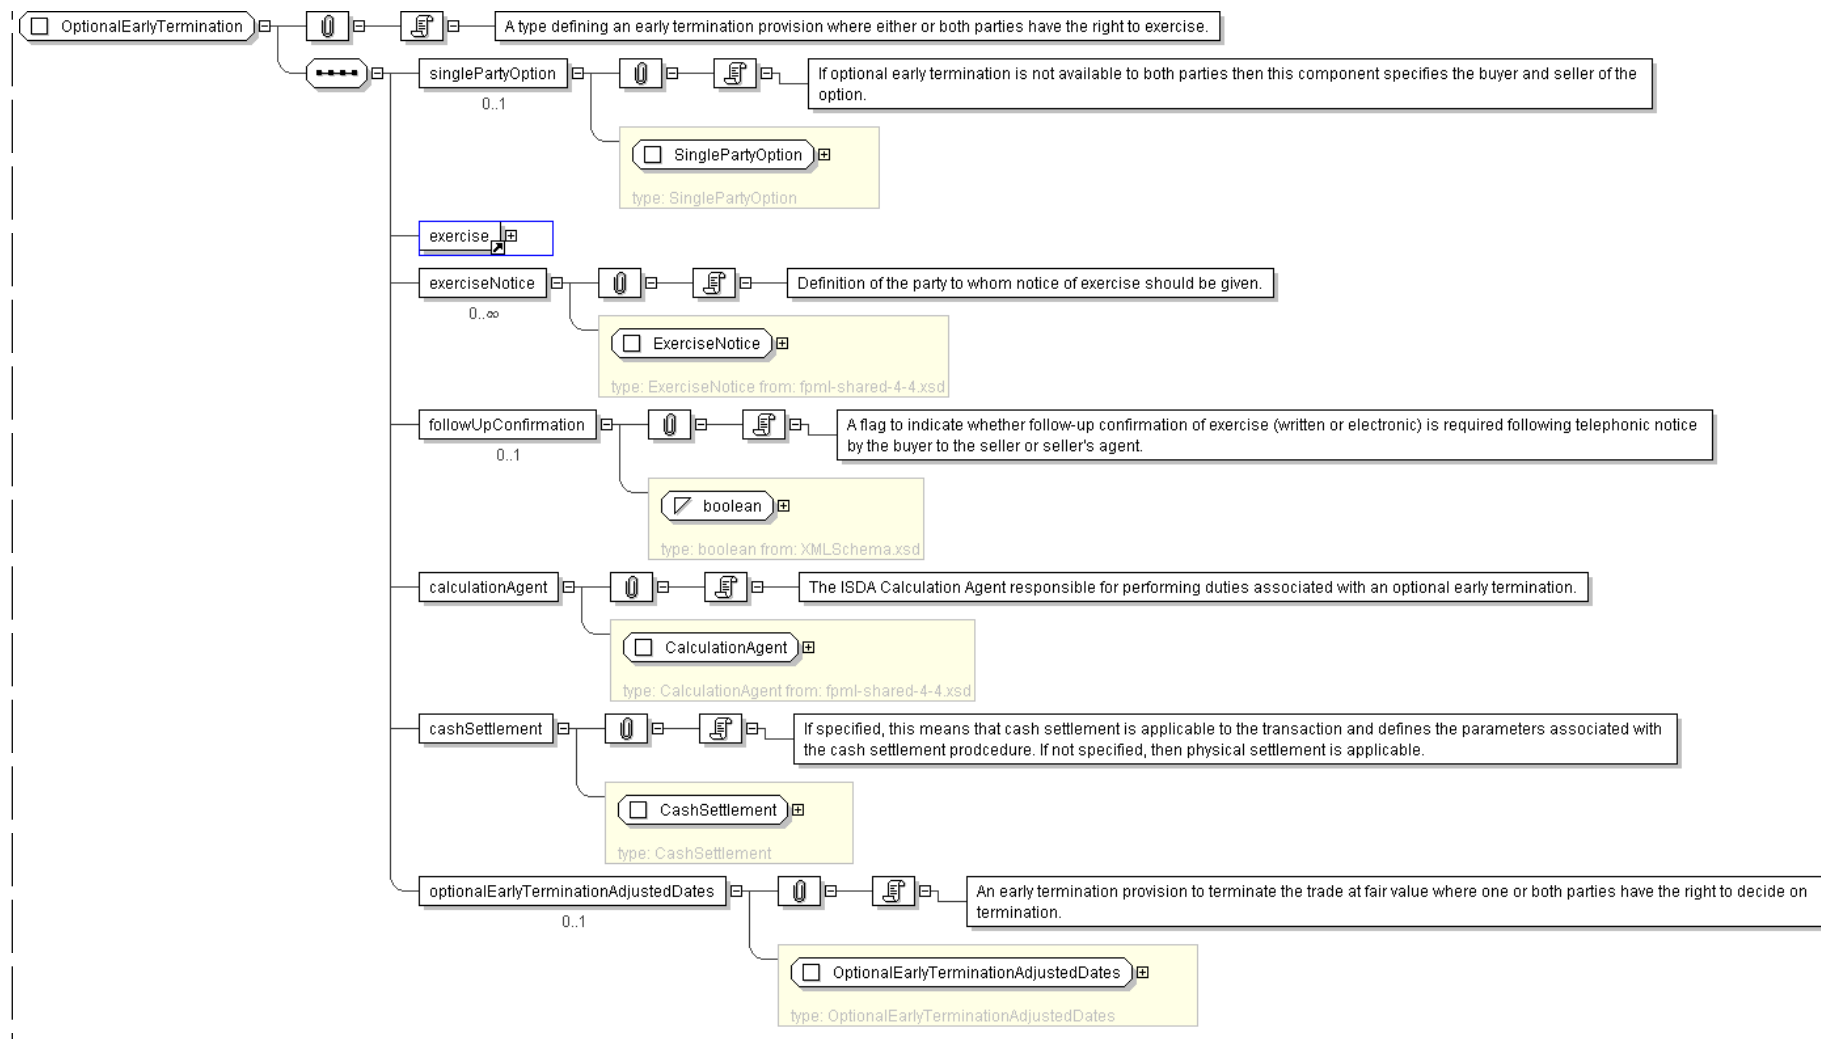 OptionalEarlyTermination
A type defining an early termination provision where either or both parties have the right to exercise.
singlePartyOption
0..1
If optional early termination is not available to both parties then this component specifies the buyer and seller of the
option.
SinglePartyOption
type: SinglePartyOption
exercise
exerciseNotice
0..∞
Definition of the party to whom notice of exercise should be given.
ExerciseNotice
type: ExerciseNotice from: fpml-shared-4-4.xsd
followUpConfirmation
0..1
A flag to indicate whether follow-up confirmation of exercise (written or electronic) is required following telephonic notice
by the buyer to the seller or seller's agent.
boolean
type: boolean from: XMLSchema.xsd
calculationAgent
The ISDA Calculation Agent responsible for performing duties associated with an optional early termination.
CalculationAgent
type: CalculationAgent from: fpml-shared-4-4.xsd
cashSettlement
If specified, this means that cash settlement is applicable to the transaction and defines the parameters associated with
the cash settlement prodcedure. If not specified, then physical settlement is applicable.
CashSettlement
type: CashSettlement
optionalEarlyTerminationAdjustedDates
0..1
An early termination provision to terminate the trade at fair value where one or both parties have the right to decide on
termination.
OptionalEarlyTerminationAdjustedDates
type: OptionalEarlyTerminationAdjustedDates